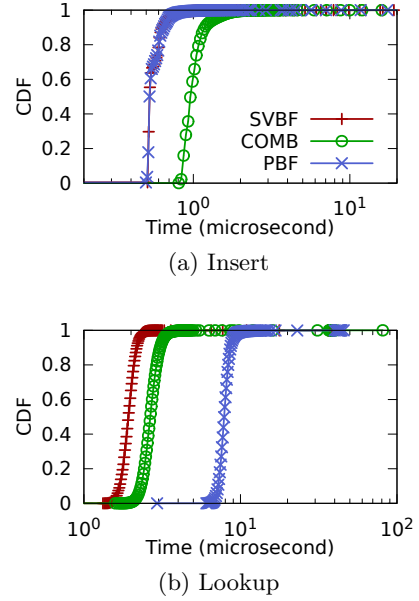 1
0.8
0.6
0.4
0.2
0
CDF
SVBF
COMB
PBF
10^0
10^1
Time (microsecond)
(a) Insert
1
0.8
0.6
0.4
0.2
0
CDF
10^0
10^1
10^2
Time (microsecond)
(b) Lookup